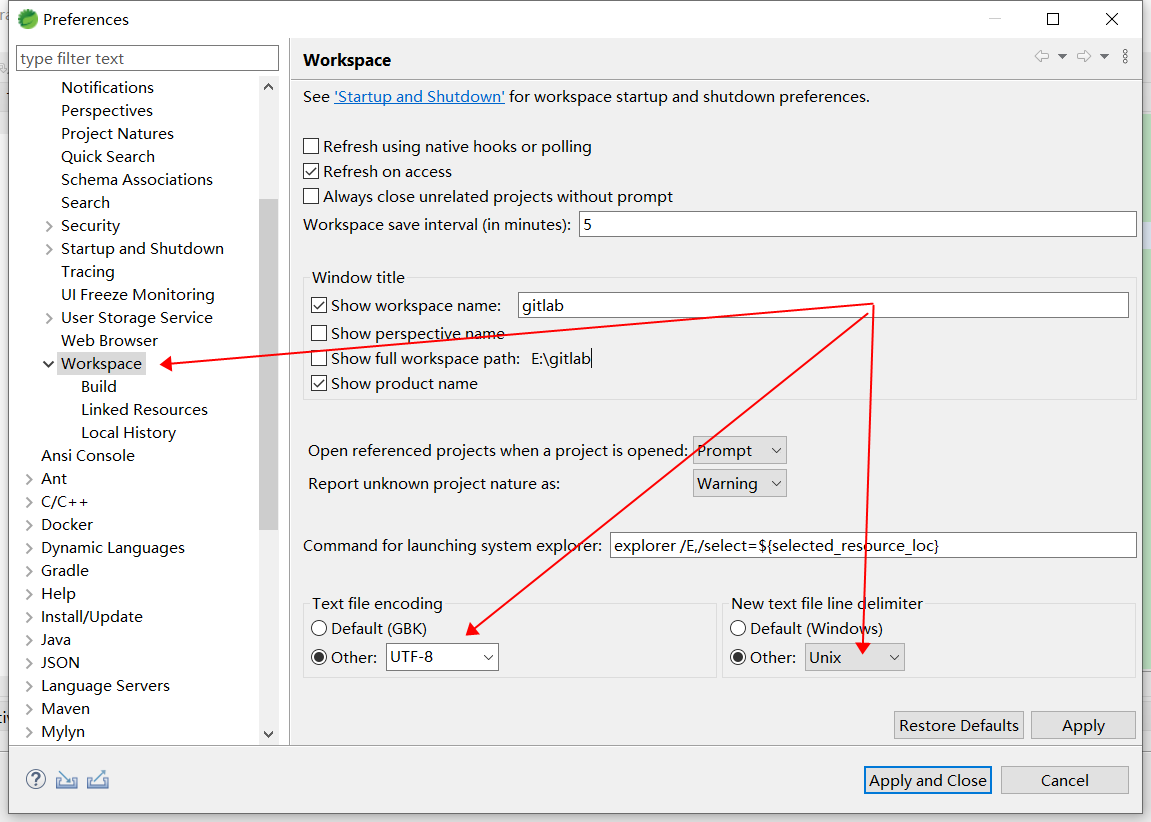 Preferences
type filter text
Notifications
Perspectives
Project Natures
Quick Search
Schema Associations
Search
Security
Startup and Shutdown
Tracing
UI Freeze Monitoring
User Storage Service
Web Browser
Workspace
Build
Linked Resources
Local History
Ansi Console
Ant
C/C++
Docker
Dynamic Languages
Gradle
Help
Install/Update
Java
JSON
Language Servers
Maven
Mylyn
Workspace
See 'Startup and Shutdown' for workspace startup and shutdown preferences.
Refresh using native hooks or polling
Refresh on access
Always close unrelated projects without prompt
Workspace save interval (in minutes): 5
Window title
Show workspace name: gitlab
Show perspective name
Show full workspace path: E:\gitlab
Show product name
Open referenced projects when a project is opened: Prompt
Report unknown project nature as: Warning
Command for launching system explorer: explorer /E,/select=${selected_resource_loc}
Text file encoding
Default (GBK)
Other: UTF-8
New text file line delimiter
Default (Windows)
Other: Unix
Restore Defaults
Apply
Apply and Close
Cancel